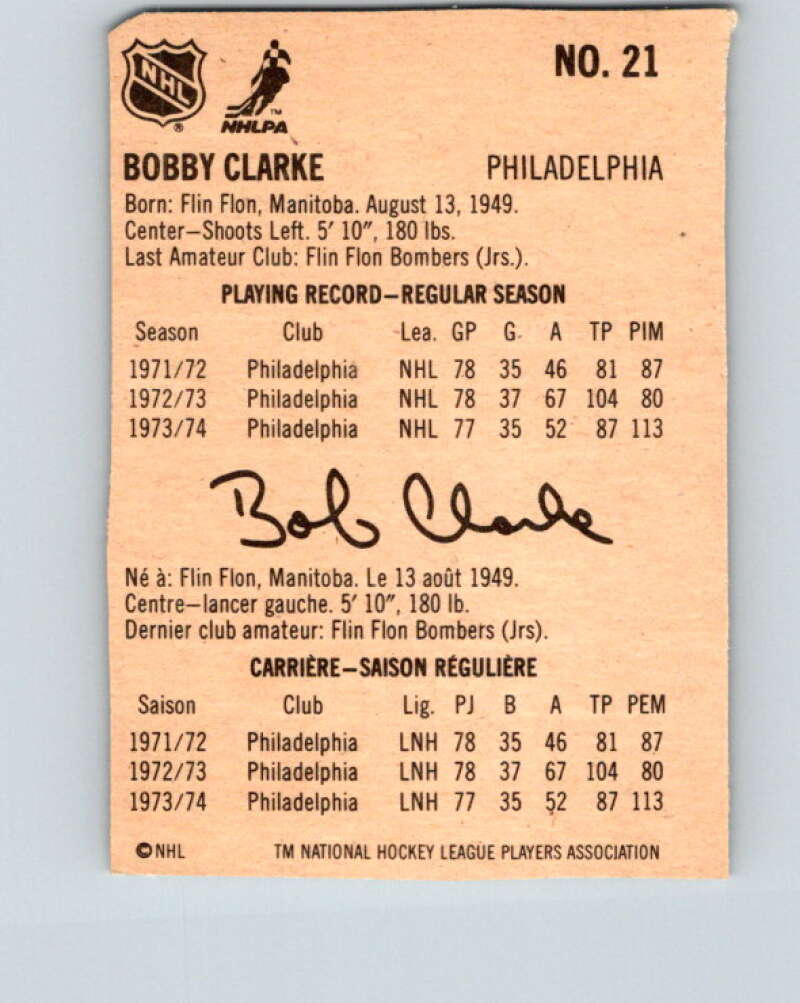 NHL
®
TM
NHLPA
NO. 21
BOBBY CLARKE PHILADELPHIA
Born: Flin Flon, Manitoba. August 13, 1949.
Center—Shoots Left. 5′ 10″, 180 lbs.
Last Amateur Club: Flin Flon Bombers (Jrs.).
PLAYING RECORD—REGULAR SEASON
Season Club Lea. GP G A TP PIM
1971/72 Philadelphia NHL 78 35 46 81 87
1972/73 Philadelphia NHL 78 37 67 104 80
1973/74 Philadelphia NHL 77 35 52 87 113
Bob Clarke
Né à: Flin Flon, Manitoba. Le 13 août 1949.
Centre—lancer gauche. 5′ 10″, 180 lb.
Dernier club amateur: Flin Flon Bombers (Jrs).
CARRIÈRE—SAISON RÉGULIÈRE
Saison Club Lig. PJ B A TP PEM
1971/72 Philadelphia LNH 78 35 46 81 87
1972/73 Philadelphia LNH 78 37 67 104 80
1973/74 Philadelphia LNH 77 35 52 87 113
©NHL TM NATIONAL HOCKEY LEAGUE PLAYERS ASSOCIATION